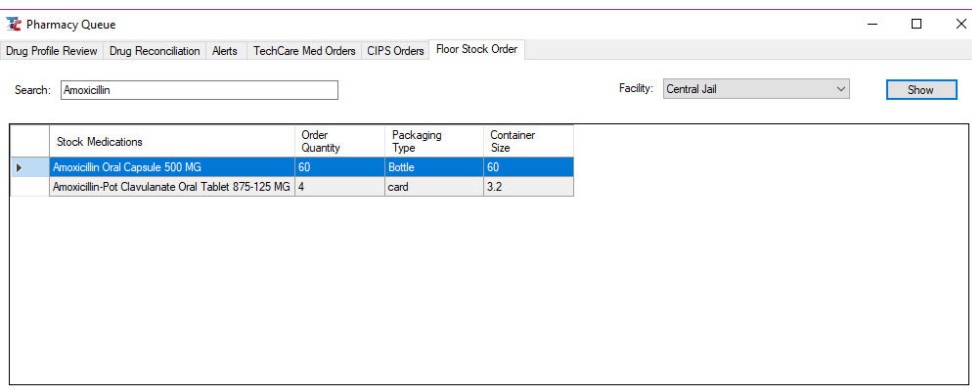 Pharmacy Queue
Drug Profile Review Drug Reconciliation Alerts TechCare Med Orders CIPS Orders Floor Stock Order
Search: Amoxicillin Facility: Central Jail Show
Stock Medications Order Quantity Packaging Type Container Size
Amoxicillin Oral Capsule 500 MG 60 Bottle 60
Amoxicillin-Pot Clavulanate Oral Tablet 875-125 MG 4 card 3.2